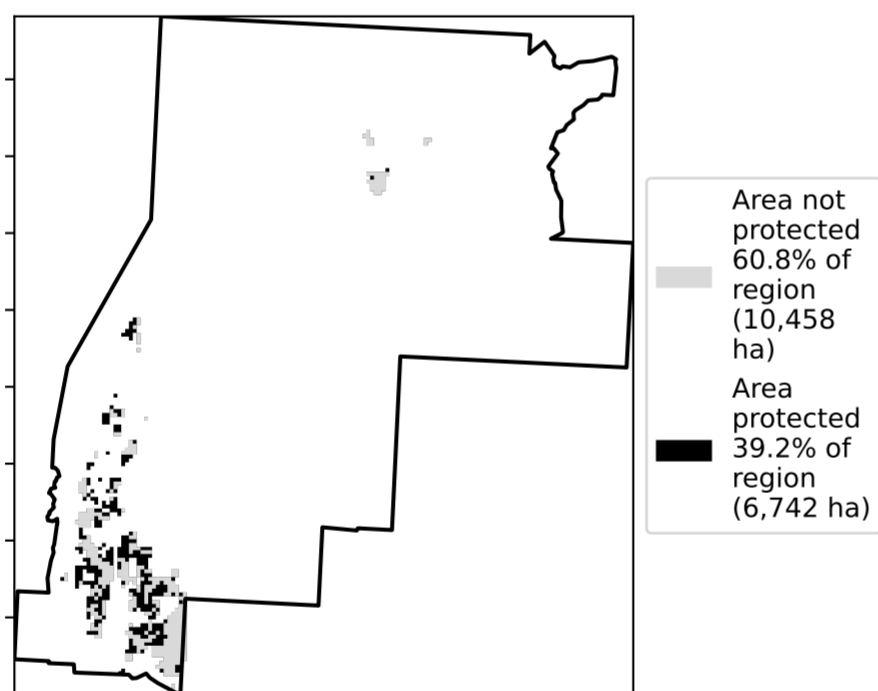 Area not
protected
60.8% of
region
(10,458
ha)
Area
protected
39.2% of
region
(6,742 ha)